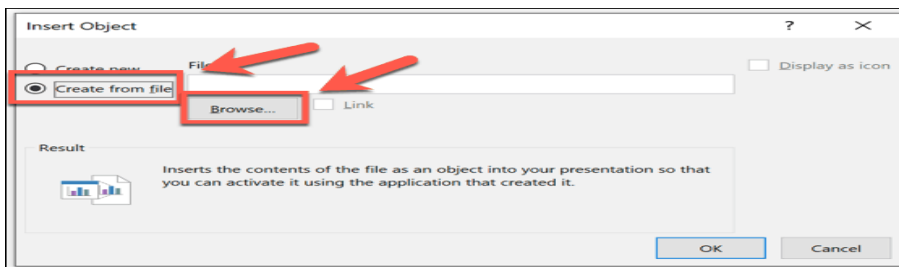 Insert Object
Create new
File
Display as icon
Create from file
Browse...
Link
Result
Inserts the contents of the file as an object into your presentation so that
you can activate it using the application that created it.
OK
Cancel